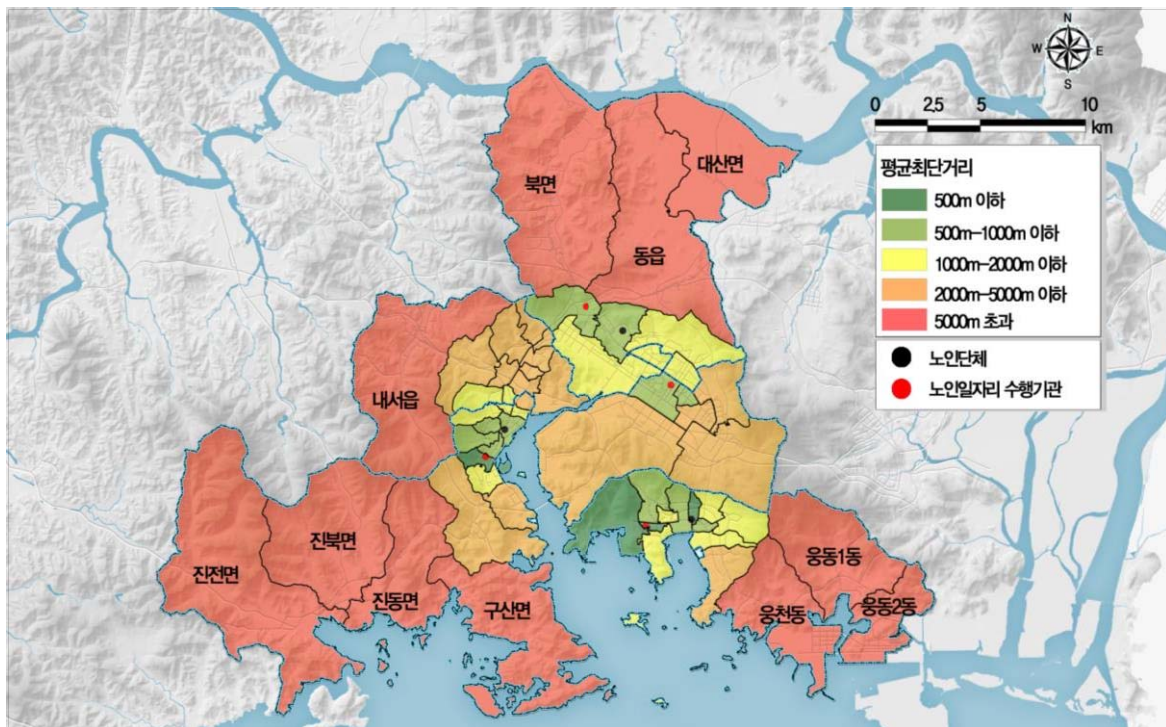 N
W
E
S
0 2,5 5 10
km
평균최단거리
500m 이하
500m-1000m 이하
1000m-2000m 이하
2000m-5000m 이하
5000m 초과
노인단체
노인일자리 수행기관
대산면
북면
동읍
내서읍
진북면
진전면
진동면
구산면
웅동1동
웅동2동
웅천동